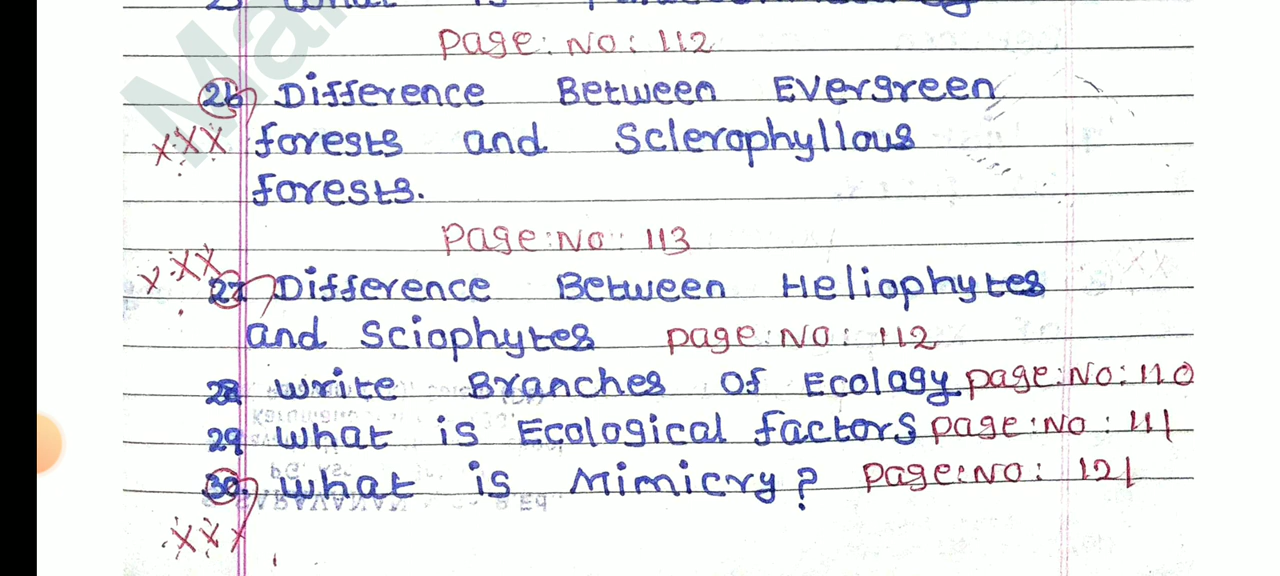 Page: No: 112
26) Difference Between Evergreen
xxx forests and Sclerophyllous
forests.
Page: No: 113
x.xx 27) Difference Between Heliophytes
and Sciophytes page: No: 112
28 Write Branches Of Ecology page: No: 110
29 What is Ecological factors page: No: 111
30. What is Mimicry? page: No: 121
xxx